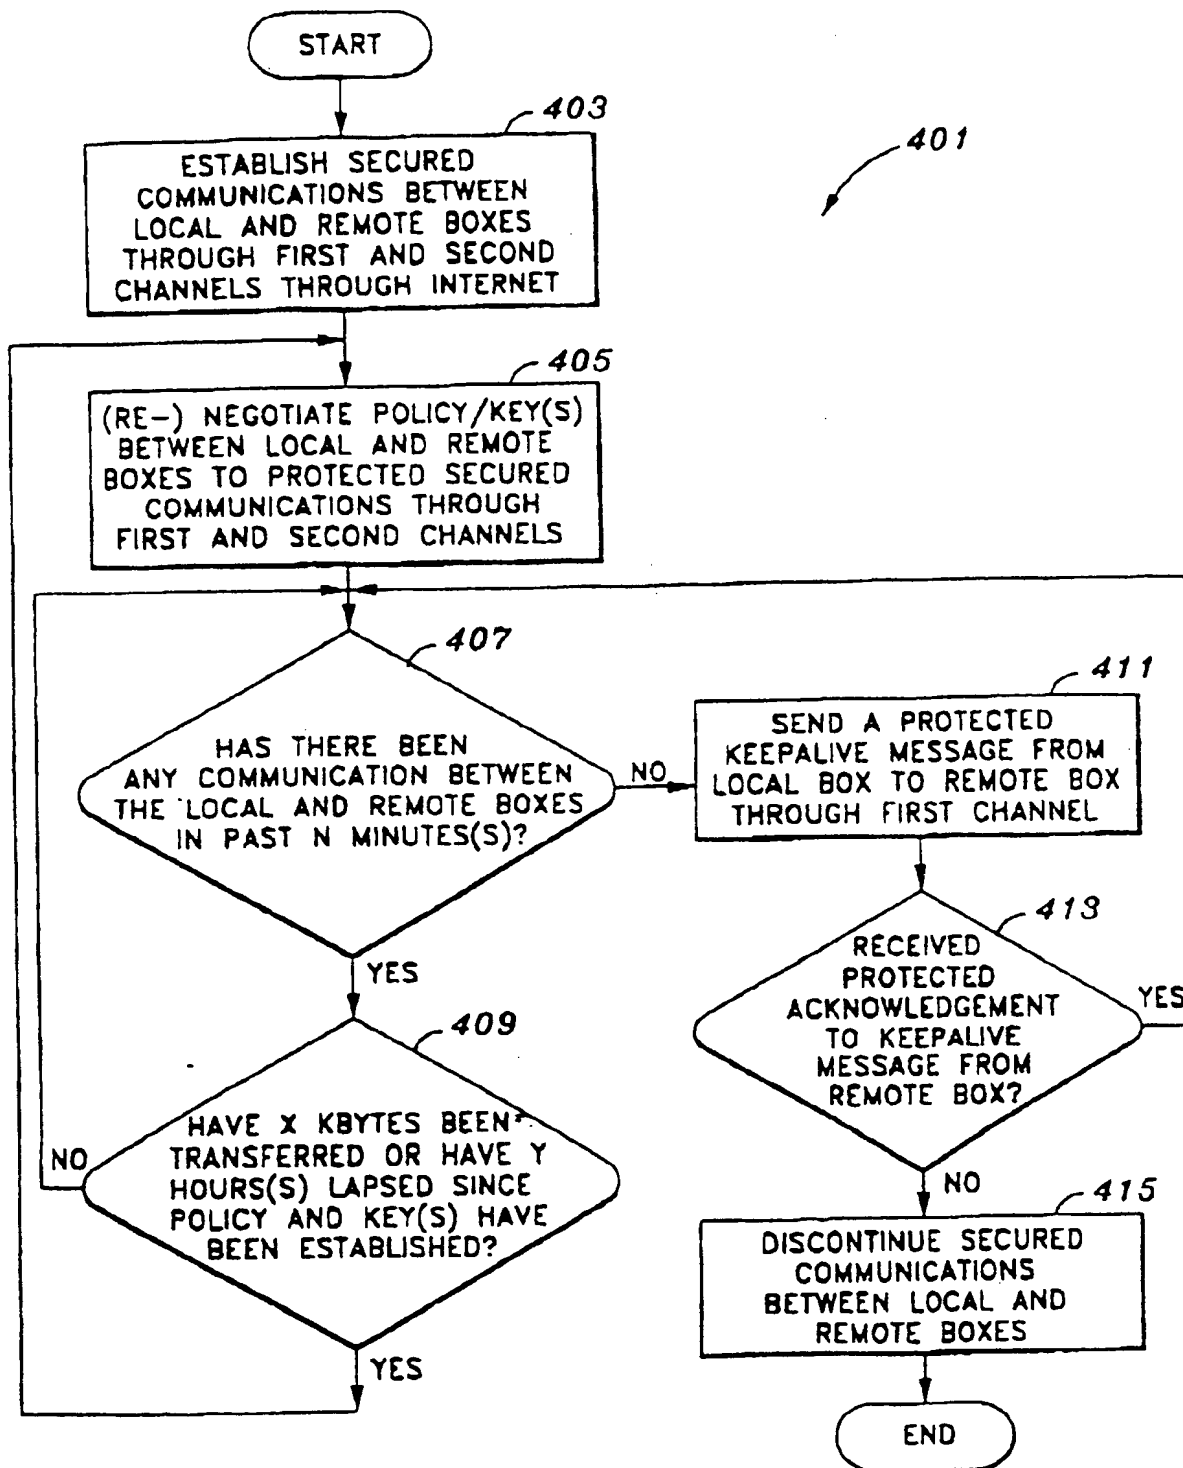 START
403
ESTABLISH SECURED
COMMUNICATIONS BETWEEN
LOCAL AND REMOTE BOXES
THROUGH FIRST AND SECOND
CHANNELS THROUGH INTERNET
401
405
(RE-) NEGOTIATE POLICY/KEY(S)
BETWEEN LOCAL AND REMOTE
BOXES TO PROTECTED SECURED
COMMUNICATIONS THROUGH
FIRST AND SECOND CHANNELS
407
HAS THERE BEEN
ANY COMMUNICATION BETWEEN
THE LOCAL AND REMOTE BOXES
IN PAST N MINUTES(S)?
NO
YES
411
SEND A PROTECTED
KEEPALIVE MESSAGE FROM
LOCAL BOX TO REMOTE BOX
THROUGH FIRST CHANNEL
413
RECEIVED
PROTECTED
ACKNOWLEDGEMENT
TO KEEPALIVE
MESSAGE FROM
REMOTE BOX?
YES
NO
409
HAVE X KBYTES BEEN
TRANSFERRED OR HAVE Y
HOURS(S) LAPSED SINCE
POLICY AND KEY(S) HAVE
BEEN ESTABLISHED?
NO
YES
415
DISCONTINUE SECURED
COMMUNICATIONS
BETWEEN LOCAL AND
REMOTE BOXES
END